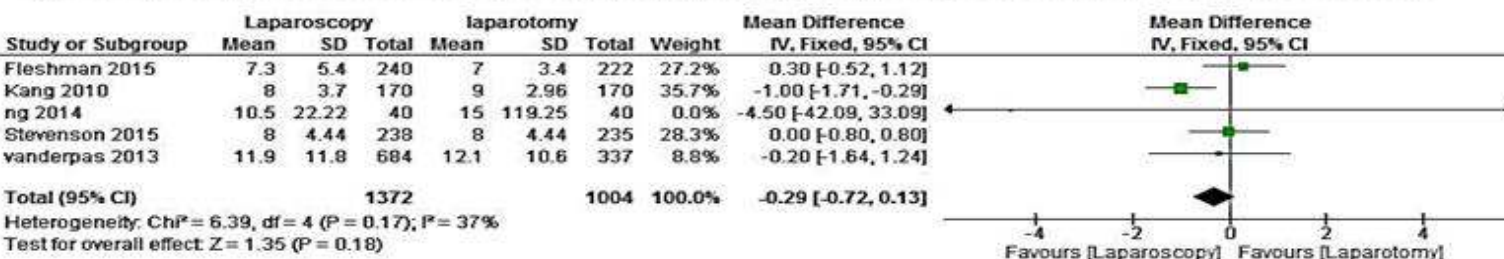 Laparoscopy laparotomy Mean Difference Mean Difference
Study or Subgroup Mean SD Total Mean SD Total Weight IV, Fixed, 95% CI IV, Fixed, 95% CI
Fleshman 2015 7.3 5.4 240 7 3.4 222 27.2% 0.30 [-0.52, 1.12]
Kang 2010 8 3.7 170 9 2.96 170 35.7% -1.00 [-1.71, -0.29]
ng 2014 10.5 22.22 40 15 119.25 40 0.0% -4.50 [-42.09, 33.09]
Stevenson 2015 8 4.44 238 8 4.44 235 28.3% 0.00 [-0.80, 0.80]
vanderpas 2013 11.9 11.8 684 12.1 10.6 337 8.8% -0.20 [-1.64, 1.24]
Total (95% CI) 1372 1004 100.0% -0.29 [-0.72, 0.13]
Heterogeneity: Chi² = 6.39, df = 4 (P = 0.17); I² = 37%
Test for overall effect: Z = 1.35 (P = 0.18)
-4 -2 0 2 4
Favours [Laparoscopy] Favours [Laparotomy]